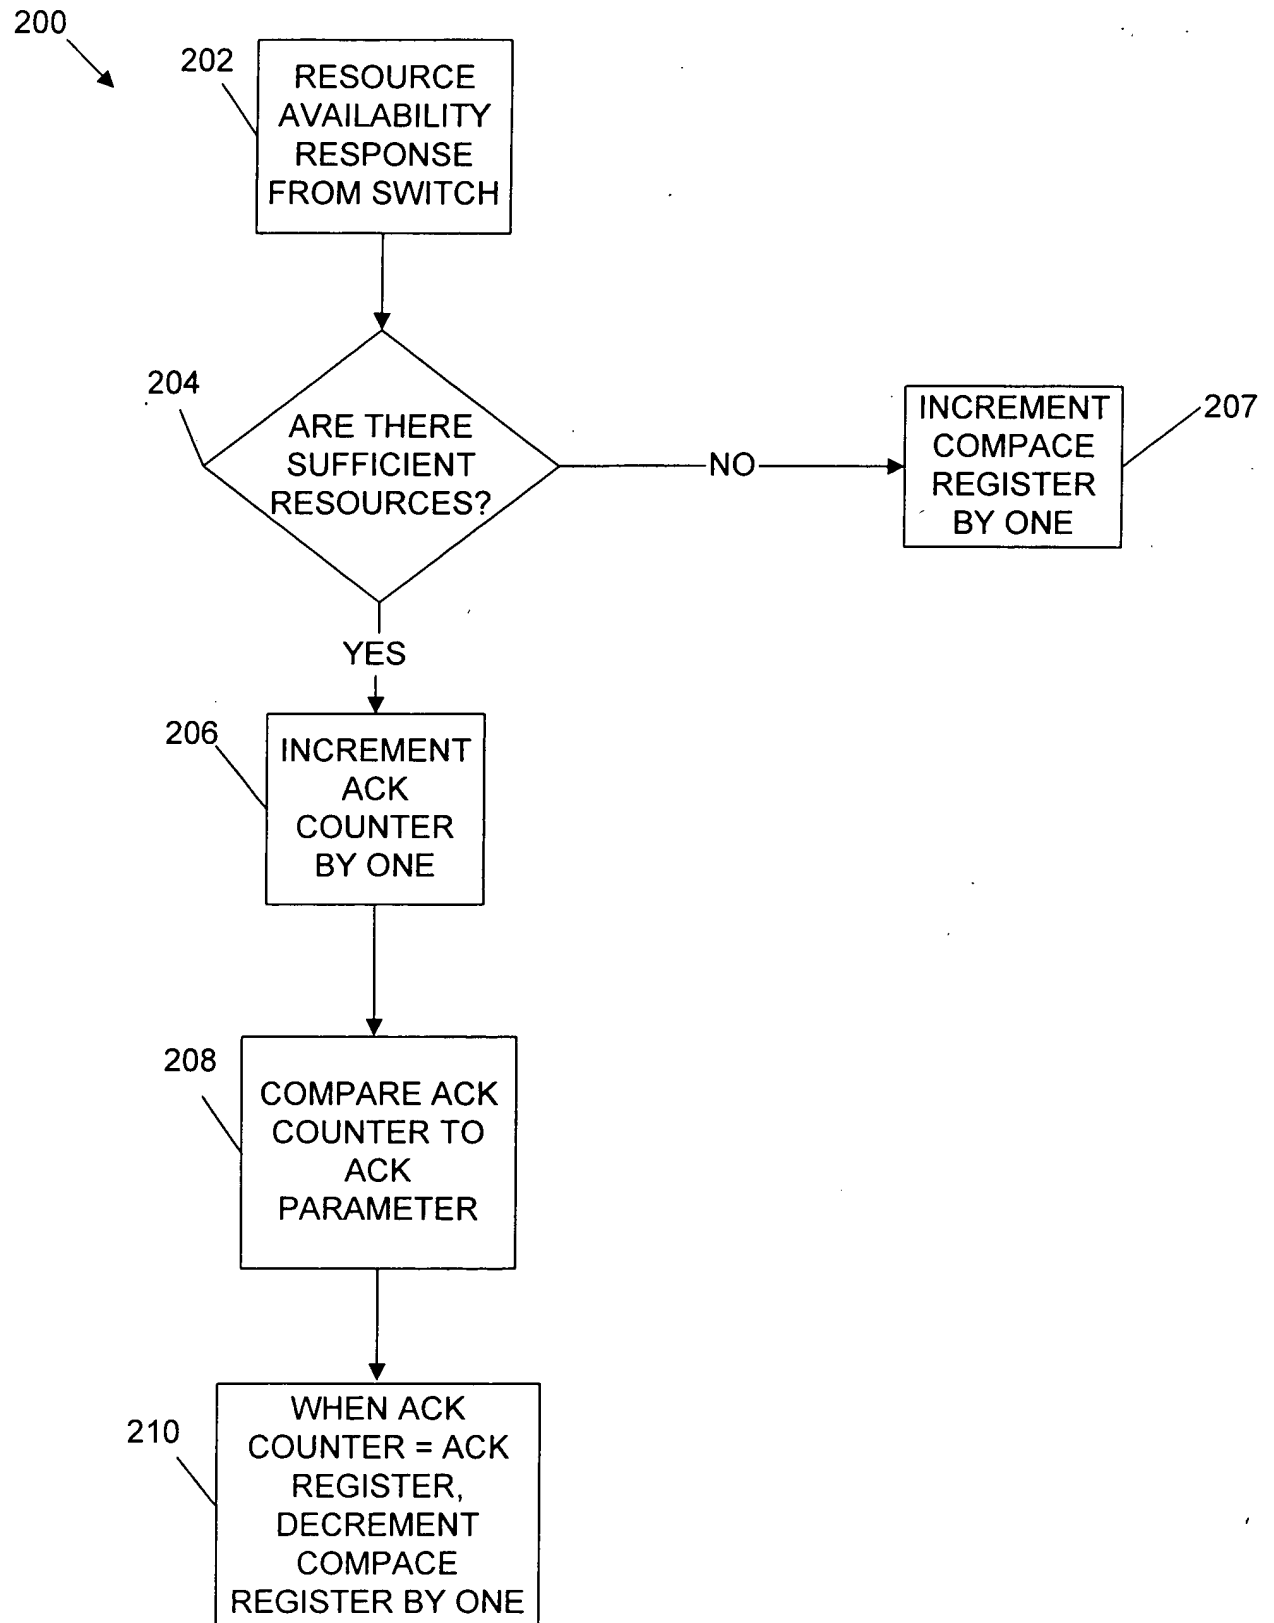 200
202
RESOURCE
AVAILABILITY
RESPONSE
FROM SWITCH
204
ARE THERE
SUFFICIENT
RESOURCES?
NO
INCREMENT
COMPACE
REGISTER
BY ONE
207
YES
206
INCREMENT
ACK
COUNTER
BY ONE
208
COMPARE ACK
COUNTER TO
ACK
PARAMETER
210
WHEN ACK
COUNTER = ACK
REGISTER,
DECREMENT
COMPACE
REGISTER BY ONE